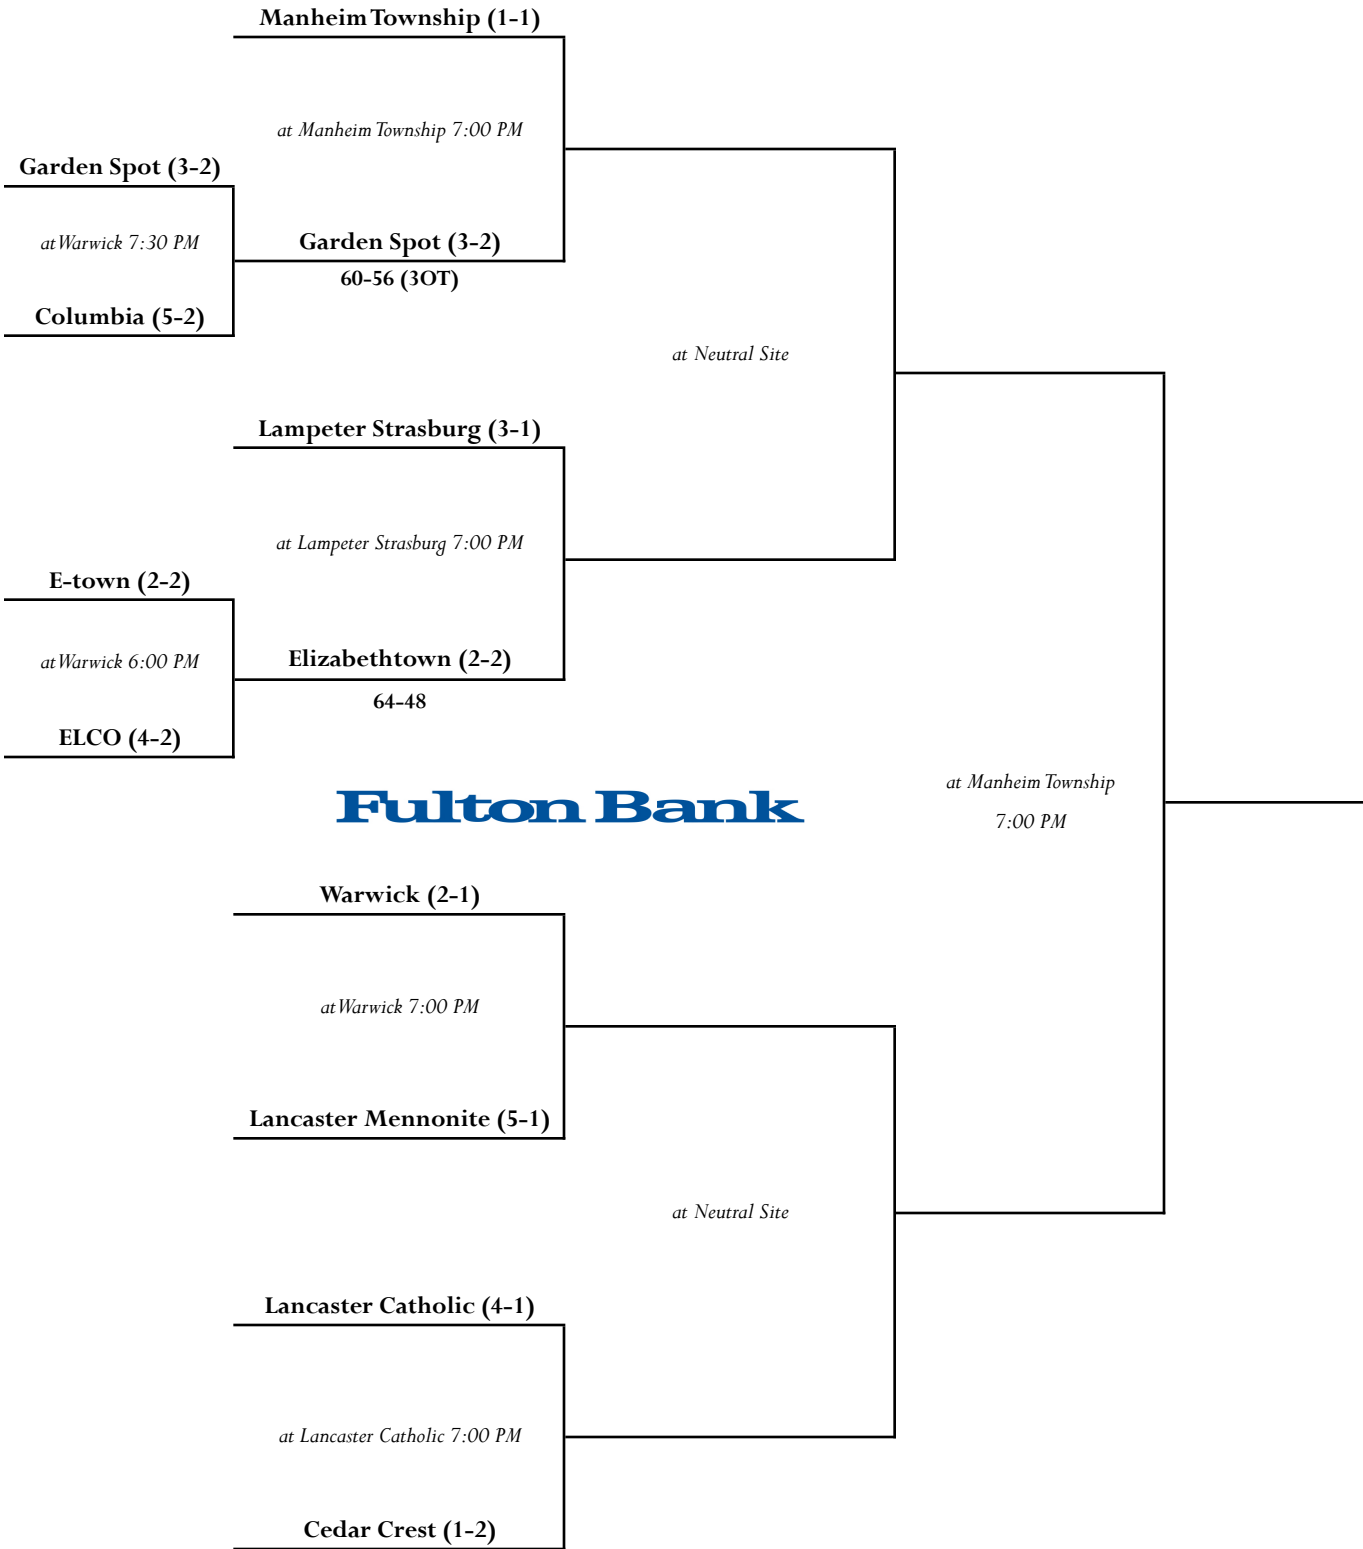 Manheim Township (1-1)
at Manheim Township 7:00 PM
Garden Spot (3-2)
at Warwick 7:30 PM
Garden Spot (3-2)
60-56 (3OT)
Columbia (5-2)
at Neutral Site
Lampeter Strasburg (3-1)
at Lampeter Strasburg 7:00 PM
E-town (2-2)
at Warwick 6:00 PM
Elizabethtown (2-2)
64-48
ELCO (4-2)
at Manheim Township
7:00 PM
Fulton Bank
Warwick (2-1)
at Warwick 7:00 PM
Lancaster Mennonite (5-1)
at Neutral Site
Lancaster Catholic (4-1)
at Lancaster Catholic 7:00 PM
Cedar Crest (1-2)